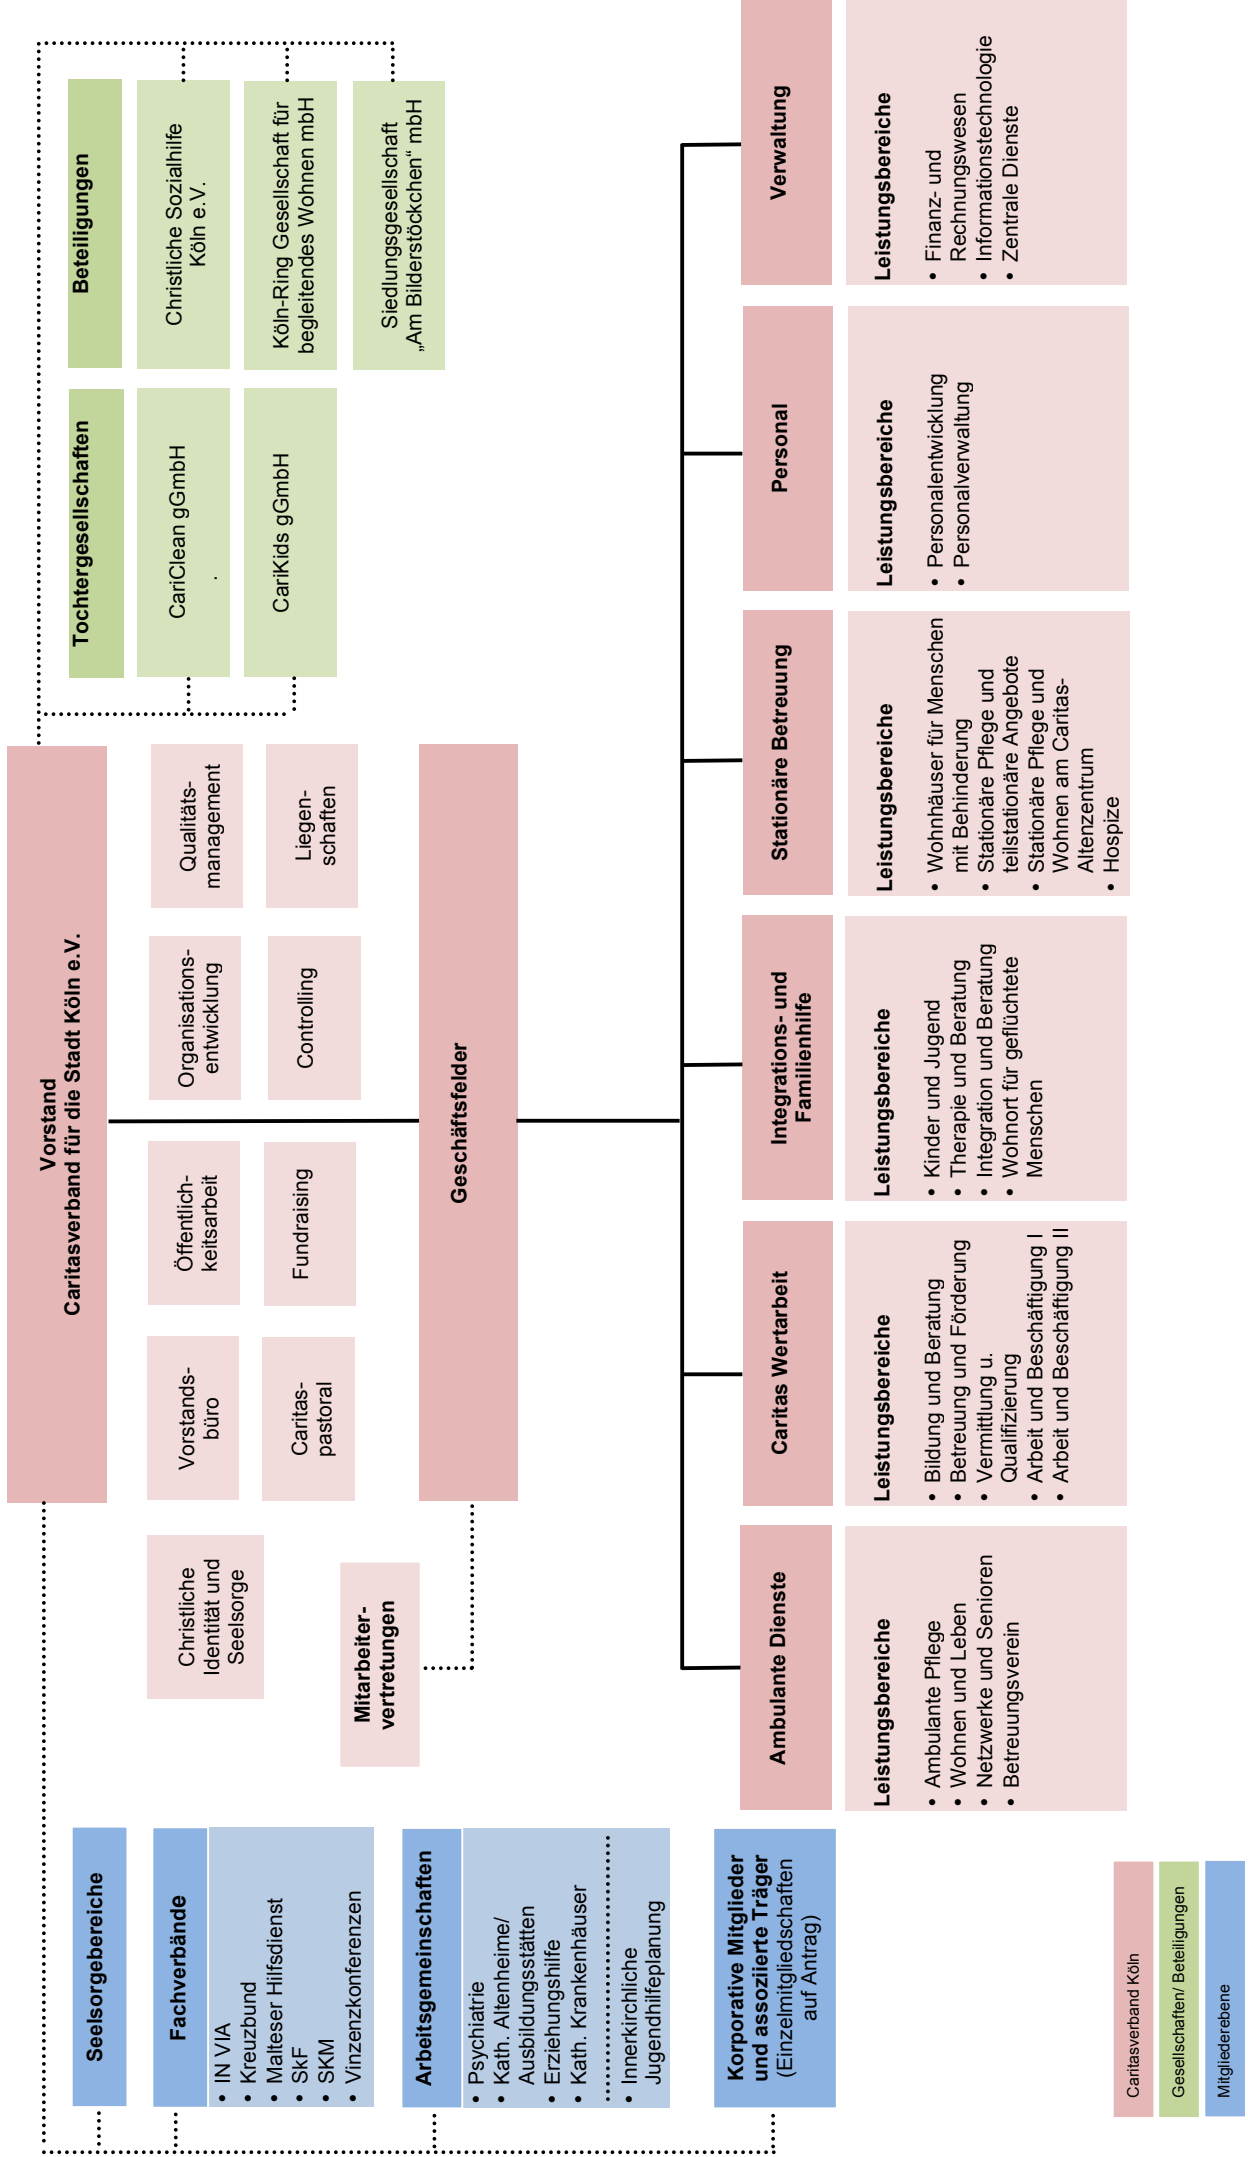 Vorstand
Caritasverband für die Stadt Köln e.V.
Seelsorgebereiche
Fachverbände
• IN VIA
• Kreuzbund
• Malteser Hilfsdienst
• SkF
• SKM
• Vinzenzkonferenzen
Arbeitsgemeinschaften
• Psychiatrie
• Kath. Altenheime/
Ausbildungsstätten
• Erziehungshilfe
• Kath. Krankenhäuser
• Innerkirchliche
Jugendhilfeplanung
Korporative Mitglieder
und assoziierte Träger
(Einzelmitgliedschaften
auf Antrag)
Christliche
Identität und
Seelsorge
Mitarbeiter-
vertretungen
Vorstands-
büro
Öffentlich-
keitsarbeit
Organisations-
entwicklung
Qualitäts-
management
Caritas-
pastoral
Fundraising
Controlling
Liegen-
schaften
Geschäftsfelder
Tochtergesellschaften
CariClean gGmbH
.
CariKids gGmbH
Beteiligungen
Christliche Sozialhilfe
Köln e.V.
Köln-Ring Gesellschaft für
begleitendes Wohnen mbH
Siedlungsgesellschaft
„Am Bilderstöckchen“ mbH
Ambulante Dienste
Leistungsbereiche
• Ambulante Pflege
• Wohnen und Leben
• Netzwerke und Senioren
• Betreuungsverein
Caritas Wertarbeit
Leistungsbereiche
• Bildung und Beratung
• Betreuung und Förderung
• Vermittlung u.
Qualifizierung
• Arbeit und Beschäftigung I
• Arbeit und Beschäftigung II
Integrations- und
Familienhilfe
Leistungsbereiche
• Kinder und Jugend
• Therapie und Beratung
• Integration und Beratung
• Wohnort für geflüchtete
Menschen
Stationäre Betreuung
Leistungsbereiche
• Wohnhäuser für Menschen
mit Behinderung
• Stationäre Pflege und
teilstationäre Angebote
• Stationäre Pflege und
Wohnen am Caritas-
Altenzentrum
• Hospize
Personal
Leistungsbereiche
• Personalentwicklung
• Personalverwaltung
Verwaltung
Leistungsbereiche
• Finanz- und
Rechnungswesen
• Informationstechnologie
• Zentrale Dienste
Caritasverband Köln
Gesellschaften/ Beteiligungen
Mitgliederebene